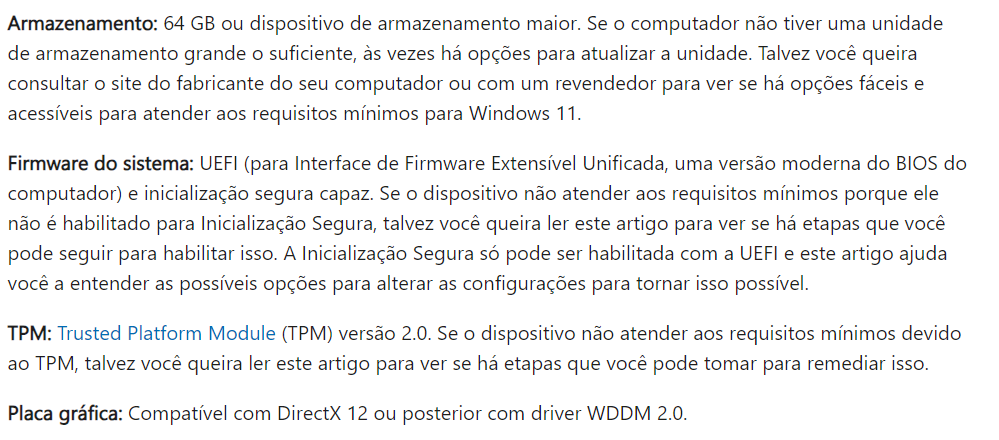 Armazenamento: 64 GB ou dispositivo de armazenamento maior. Se o computador não tiver uma unidade
de armazenamento grande o suficiente, às vezes há opções para atualizar a unidade. Talvez você queira
consultar o site do fabricante do seu computador ou com um revendedor para ver se há opções fáceis e
acessíveis para atender aos requisitos mínimos para Windows 11.
Firmware do sistema: UEFI (para Interface de Firmware Extensível Unificada, uma versão moderna do BIOS do
computador) e inicialização segura capaz. Se o dispositivo não atender aos requisitos mínimos porque ele
não é habilitado para Inicialização Segura, talvez você queira ler este artigo para ver se há etapas que você
pode seguir para habilitar isso. A Inicialização Segura só pode ser habilitada com a UEFI e este artigo ajuda
você a entender as possíveis opções para alterar as configurações para tornar isso possível.
TPM: Trusted Platform Module (TPM) versão 2.0. Se o dispositivo não atender aos requisitos mínimos devido
ao TPM, talvez você queira ler este artigo para ver se há etapas que você pode tomar para remediar isso.
Placa gráfica: Compatível com DirectX 12 ou posterior com driver WDDM 2.0.